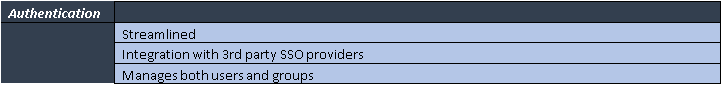 Authentication
Streamlined
Integration with 3rd party SSO providers
Manages both users and groups